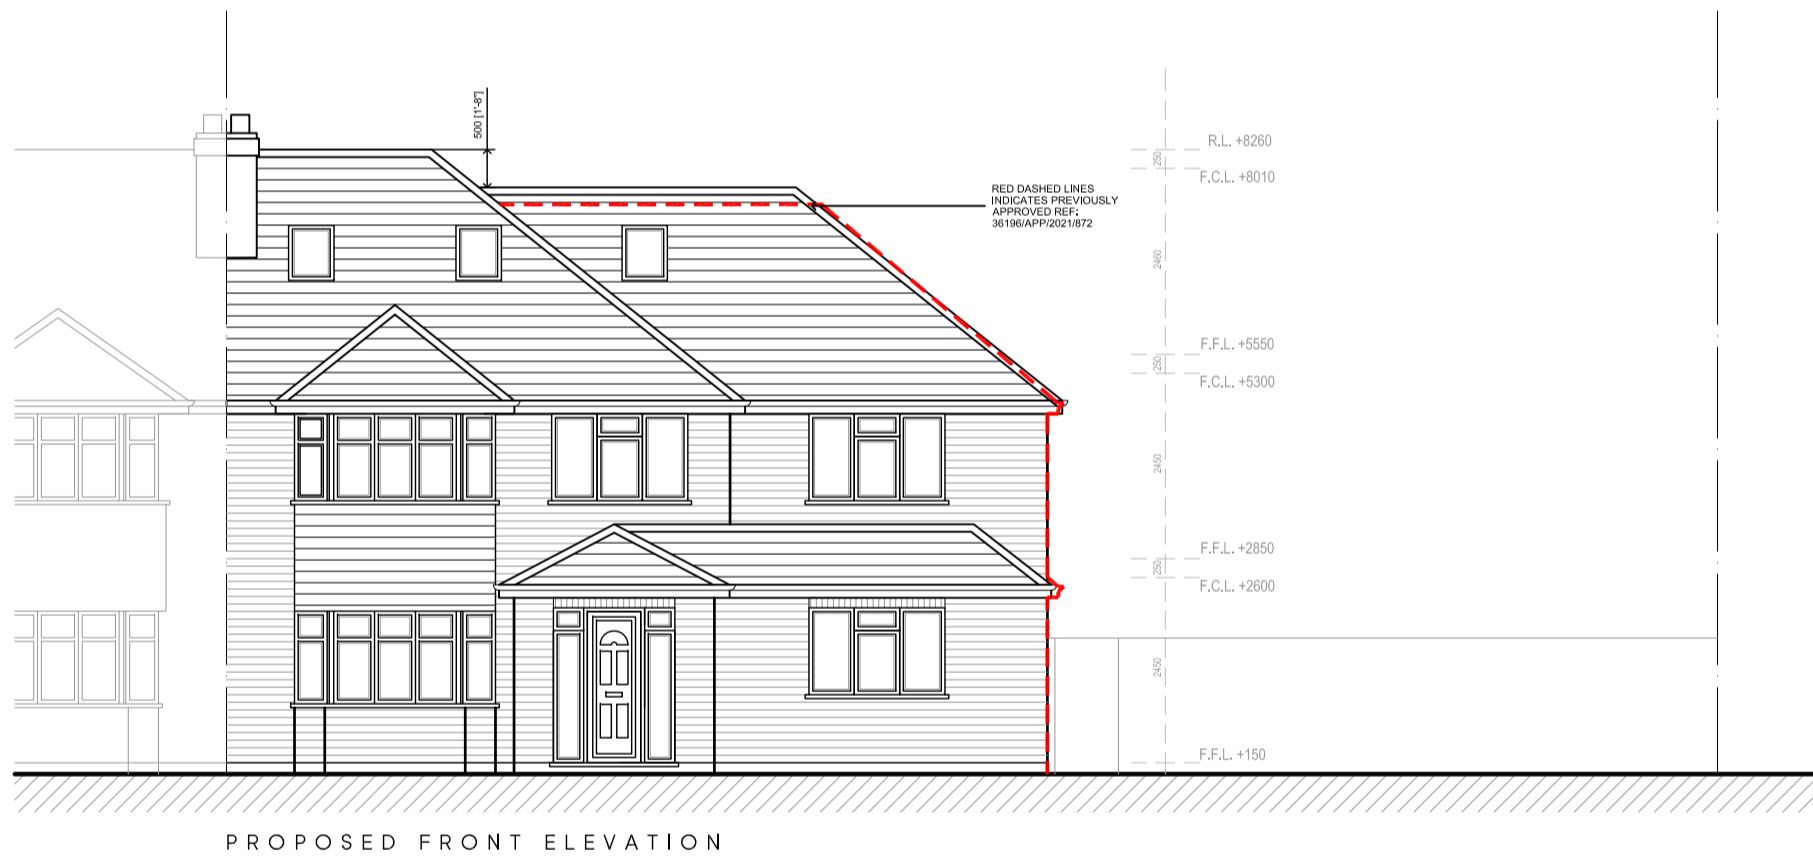 500 [1'-8"]
RED DASHED LINES
INDICATES PREVIOUSLY
APPROVED REF:
36196/APP/2021/872
R.L. +8260
250
F.C.L. +8010
2460
F.F.L. +5550
250
F.C.L. +5300
2450
F.F.L. +2850
250
F.C.L. +2600
2450
F.F.L. +150
PROPOSED FRONT ELEVATION